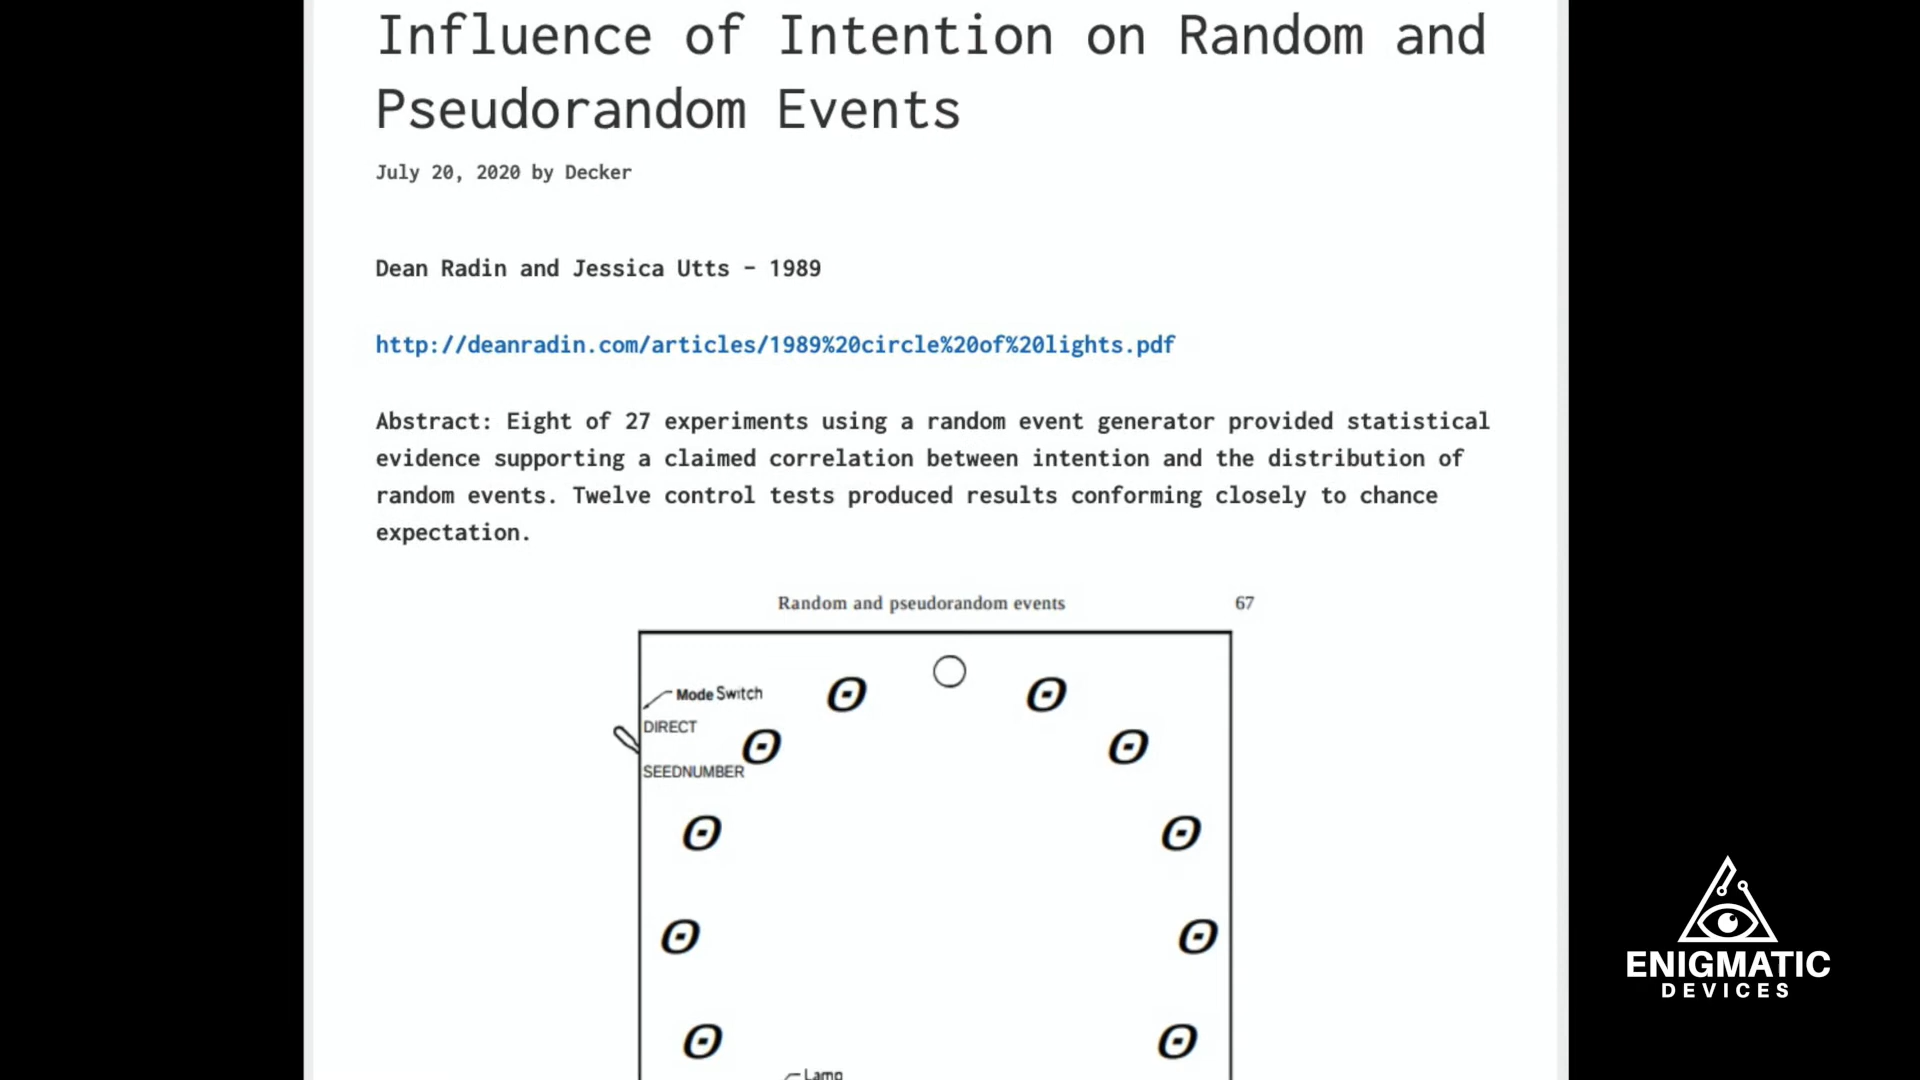 Influence of Intention on Random and
Pseudorandom Events
July 20, 2020 by Decker
Dean Radin and Jessica Utts – 1989
http://deanradin.com/articles/1989%20circle%20of%20lights.pdf
Abstract: Eight of 27 experiments using a random event generator provided statistical
evidence supporting a claimed correlation between intention and the distribution of
random events. Twelve control tests produced results conforming closely to chance
expectation.
Random and pseudorandom events 67
Mode Switch
DIRECT
SEEDNUMBER
Lamp
ENIGMATIC
DEVICES